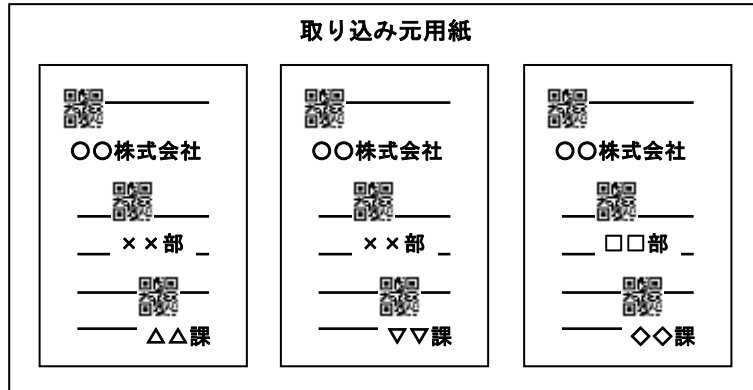 取り込み元用紙
〇〇株式会社
××部
△△課
〇〇株式会社
××部
▽▽課
〇〇株式会社
□□部
◇◇課